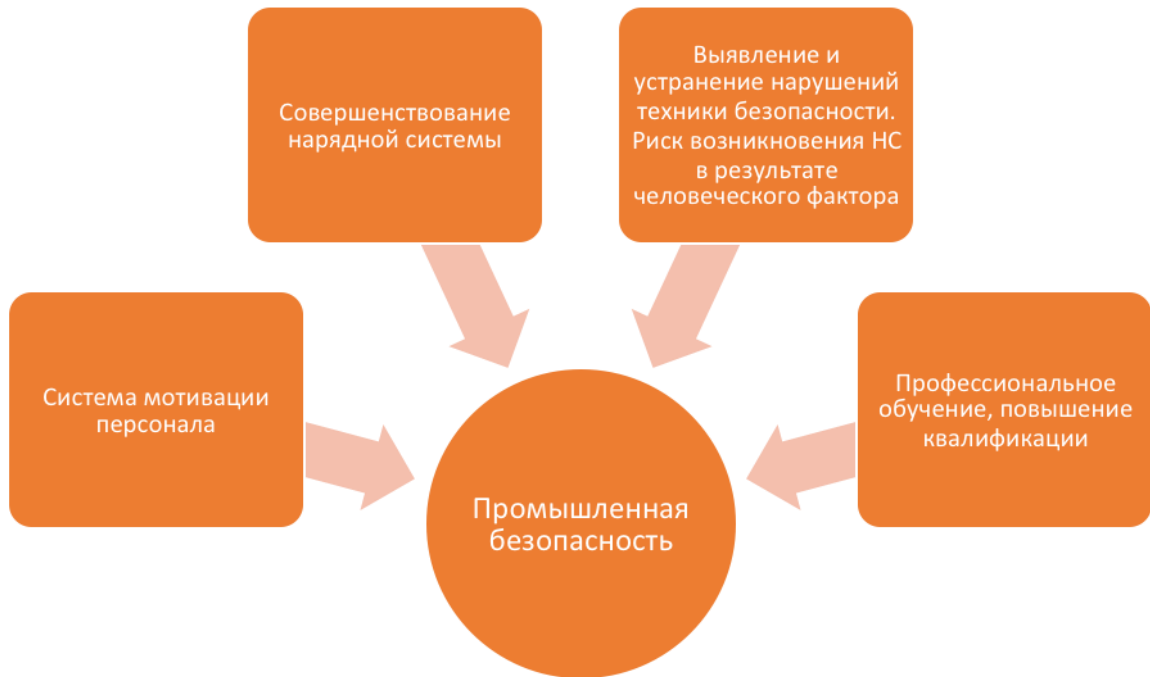 Совершенствование
нарядной системы
Выявление и
устранение нарушений
техники безопасности.
Риск возникновения НС
в результате
человеческого фактора
Система мотивации
персонала
Профессиональное
обучение, повышение
квалификации
Промышленная
безопасность